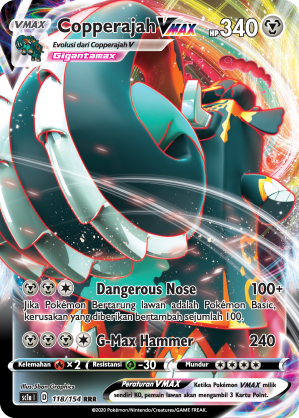 VMAX Copperajah VMAX HP 340
Evolusi dari Copperajah V
Gigantamax
Dangerous Nose 100+
Jika Pokémon Bertarung lawan adalah Pokémon Basic,
kerusakan yang diberikan bertambah sejumlah 100.
G-Max Hammer 240
Kelemahan ×2 Resistansi -30 Mundur
Illus. 5ban Graphics
Peraturan VMAX Ketika Pokémon VMAX milik
sc1a I D 118/154 RRR sendiri KO, pemain lawan akan mengambil 3 Kartu Point.
©2020 Pokémon/Nintendo/Creatures/GAME FREAK.